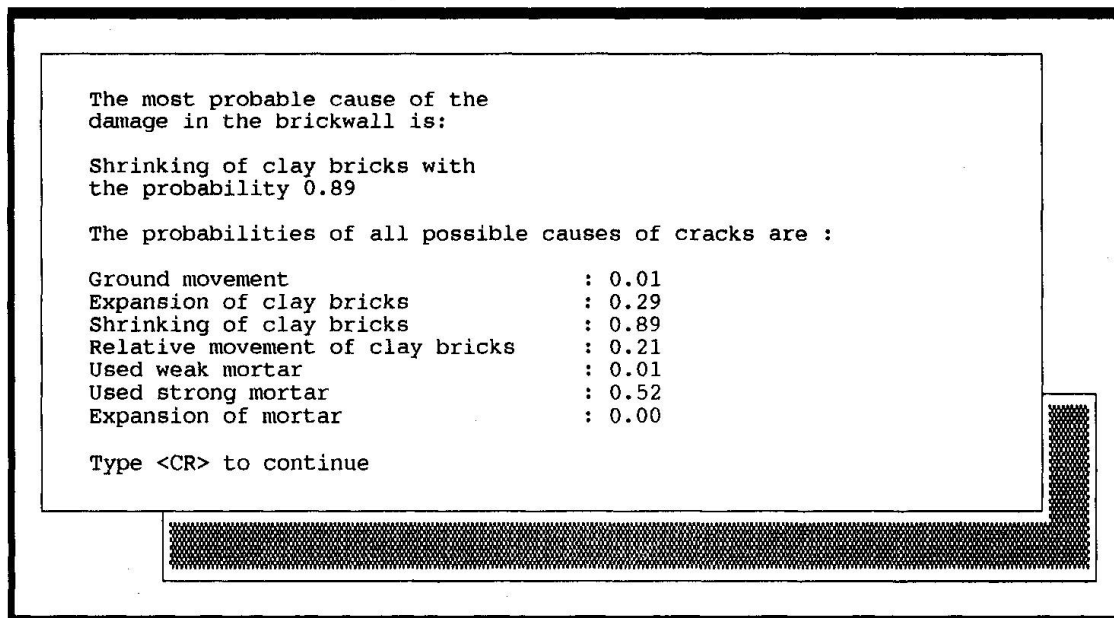 The most probable cause of the
damage in the brickwall is:
Shrinking of clay bricks with
the probability 0.89
The probabilities of all possible causes of cracks are :
Ground movement : 0.01
Expansion of clay bricks : 0.29
Shrinking of clay bricks : 0.89
Relative movement of clay bricks : 0.21
Used weak mortar : 0.01
Used strong mortar : 0.52
Expansion of mortar : 0.00
Type <CR> to continue